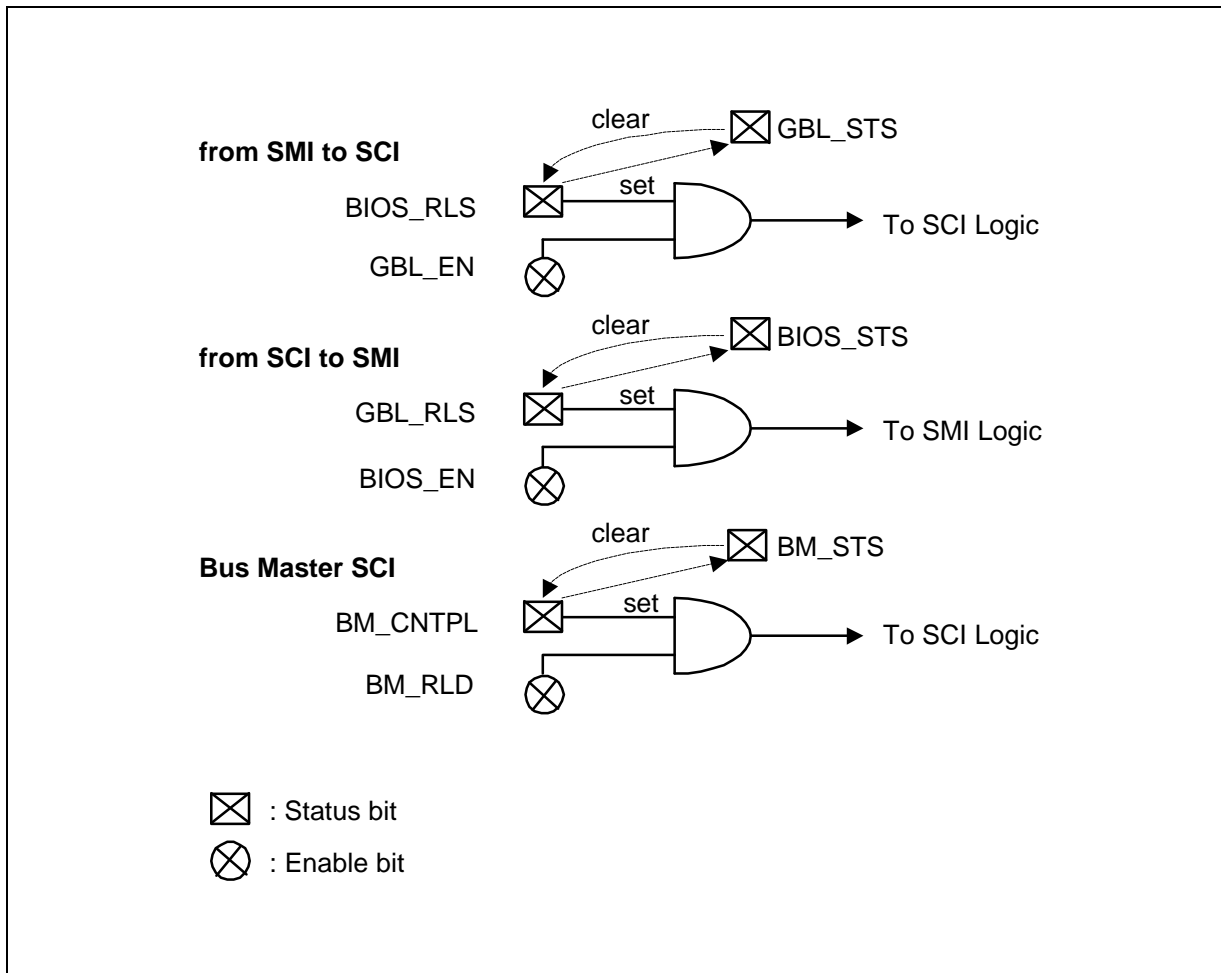 clear
GBL_STS
from SMI to SCI
set
BIOS_RLS
To SCI Logic
GBL_EN
clear
BIOS_STS
from SCI to SMI
set
GBL_RLS
To SMI Logic
BIOS_EN
clear
BM_STS
Bus Master SCI
set
BM_CNTPL
To SCI Logic
BM_RLD
: Status bit
: Enable bit